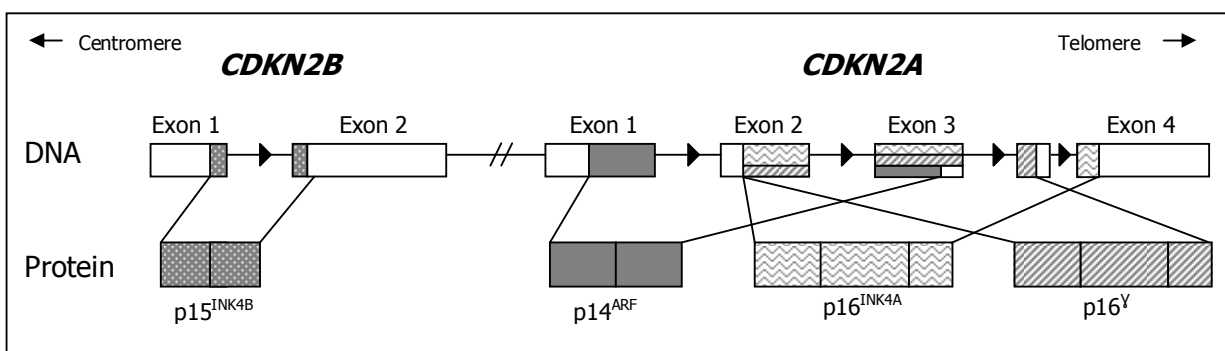 Centromere
Telomere
CDKN2B
CDKN2A
Exon 1
Exon 2
Exon 1
Exon 2
Exon 3
Exon 4
DNA
Protein
p15INK4B
p14ARF
p16INK4A
p16γ